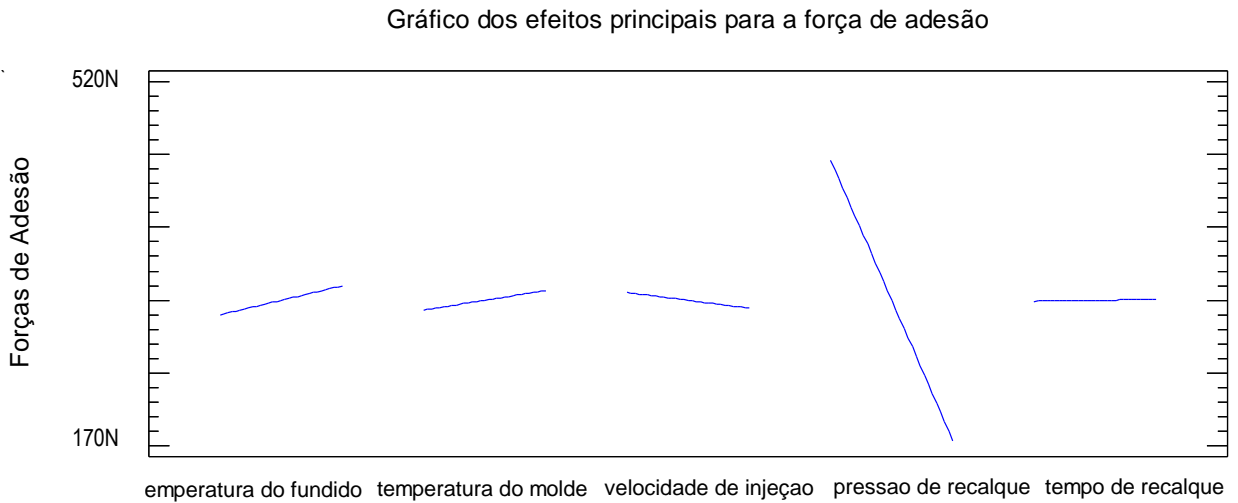 Gráfico dos efeitos principais para a força de adesão
520N
Forças de Adesão
170N
emperatura do fundido temperatura do molde velocidade de injeçao pressao de recalque tempo de recalque